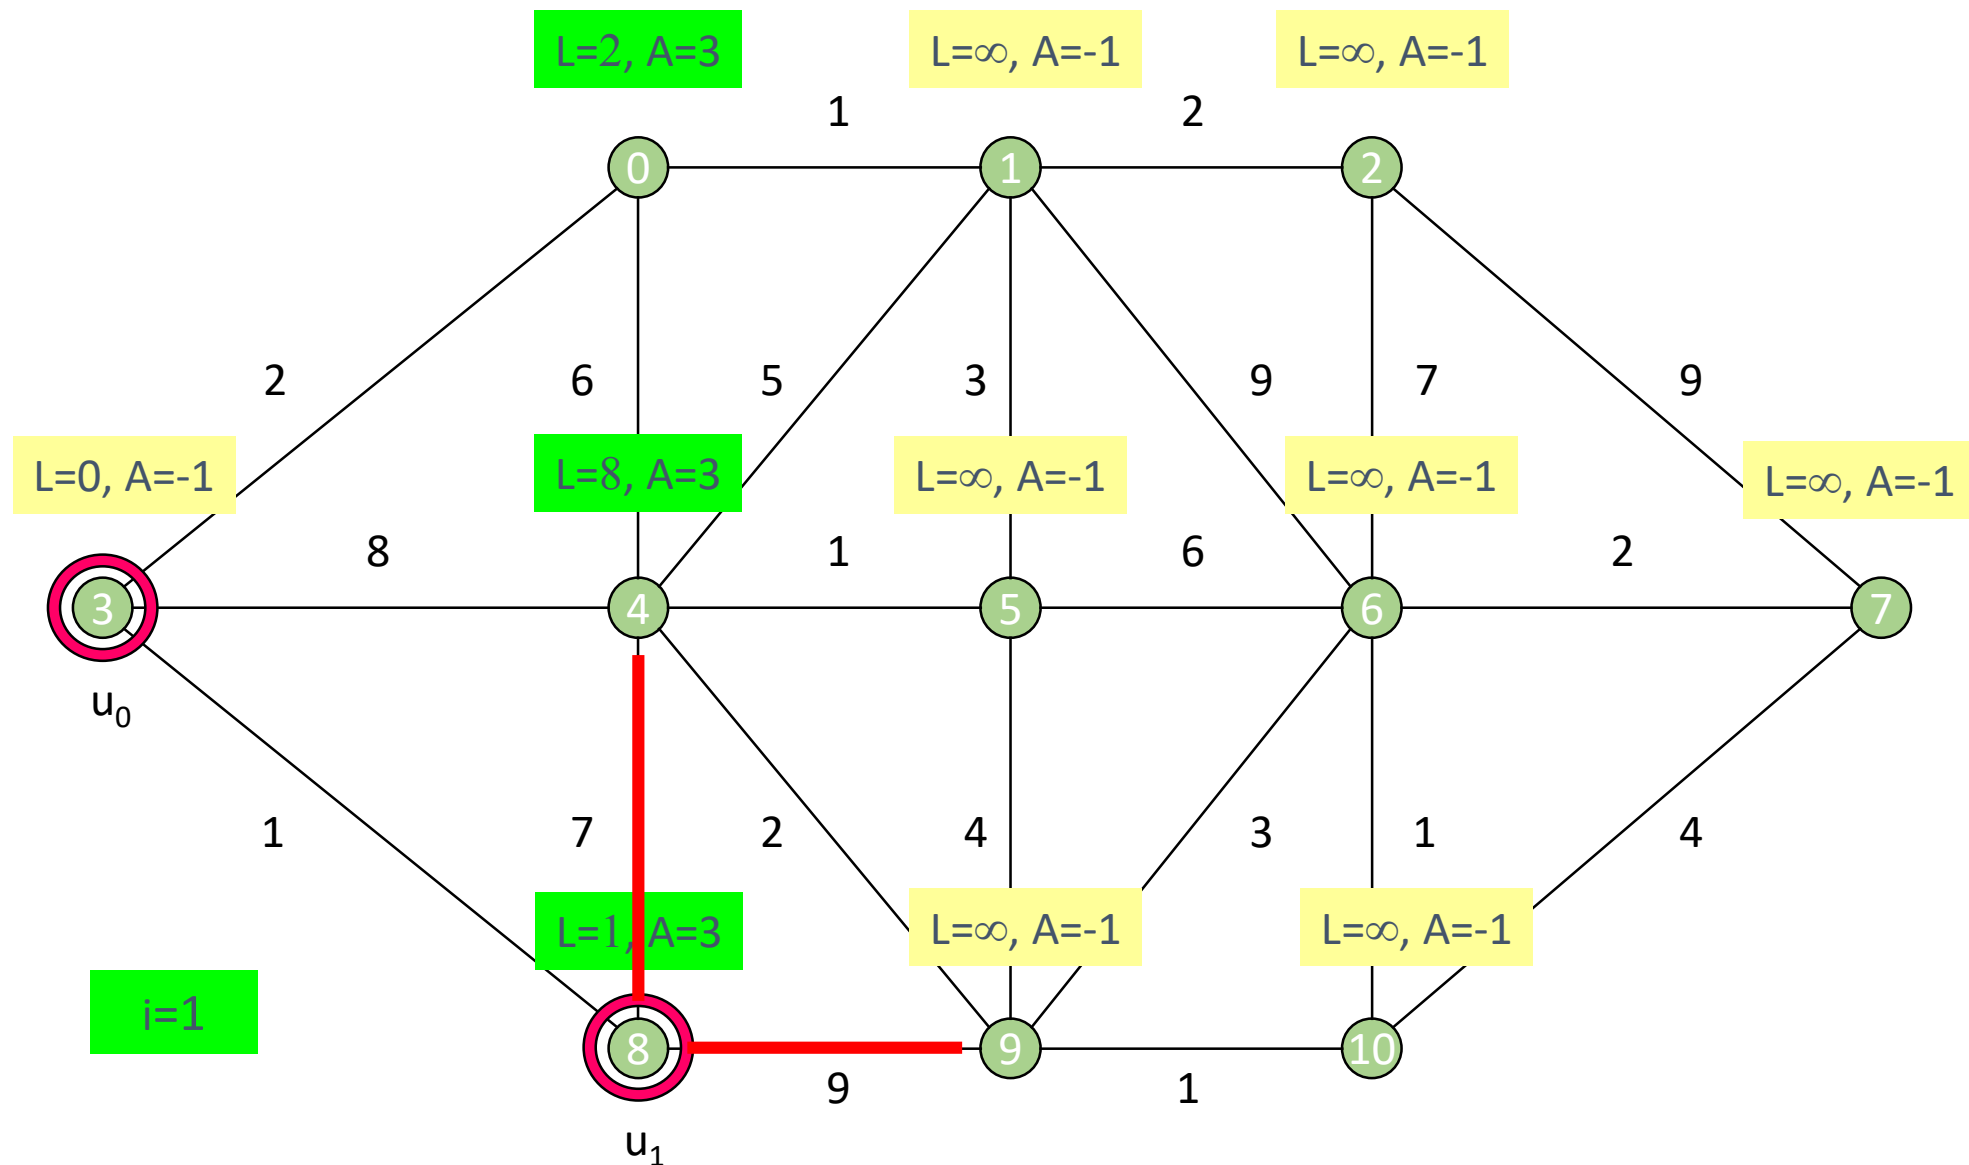 L=2, A=3
L=∞, A=-1
L=∞, A=-1
1
2
0
1
2
2
6
5
3
9
7
9
L=0, A=-1
L=8, A=3
L=∞, A=-1
L=∞, A=-1
L=∞, A=-1
8
1
6
2
3
4
5
6
7
u₀
1
7
2
4
3
1
4
L=1, A=3
L=∞, A=-1
L=∞, A=-1
i=1
8
9
10
9
1
u₁